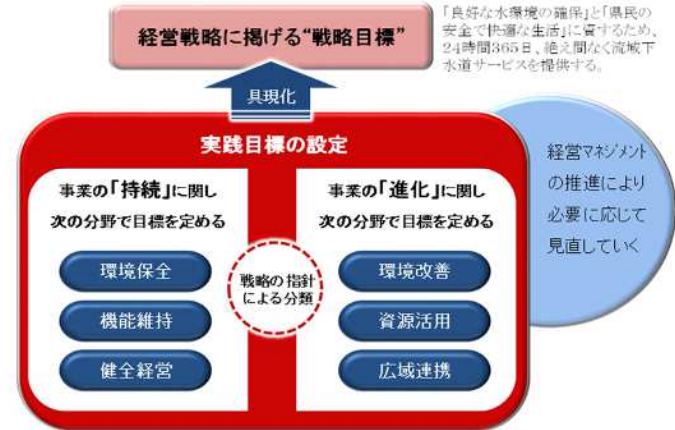 経営戦略に掲げる“戦略目標”
「良好な水環境の確保」と「県民の
安全で快適な生活」に資するため、
24時間365日、絶え間なく流域下
水道サービスを提供する。
具現化
実践目標の設定
事業の「持続」に関し
次の分野で目標を定める
環境保全
機能維持
健全経営
戦略の指針
による分類
事業の「進化」に関し
次の分野で目標を定める
環境改善
資源活用
広域連携
経営マネジメント
の推進により
必要に応じて
見直していく